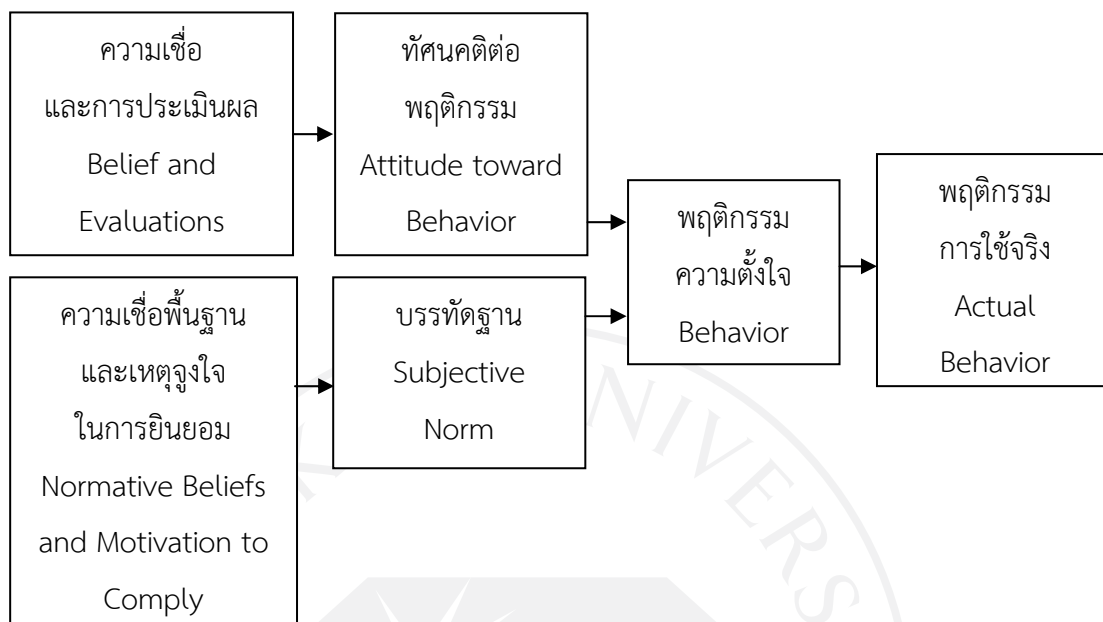 ความเชื่อ
และการประเมินผล
Belief and
Evaluations
ทัศนคติต่อ
พฤติกรรม
Attitude toward
Behavior
ความเชื่อพื้นฐาน
และเหตุจูงใจ
ในการยินยอม
Normative Beliefs
and Motivation to
Comply
บรรทัดฐาน
Subjective
Norm
พฤติกรรม
ความตั้งใจ
Behavior
พฤติกรรม
การใช้จริง
Actual
Behavior